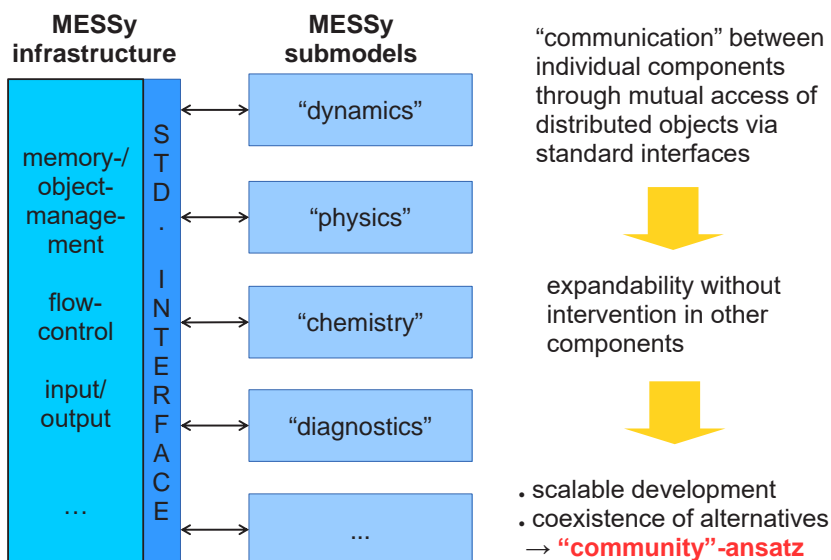 MESSy
infrastructure
memory-/
object-
manage-
ment
flow-
control
input/
output
…
STD. INTERFACE
MESSy
submodels
“dynamics”
“physics”
“chemistry”
“diagnostics”
...
“communication” between
individual components
through mutual access of
distributed objects via
standard interfaces
expandability without
intervention in other
components
. scalable development
. coexistence of alternatives
→ “community”-ansatz